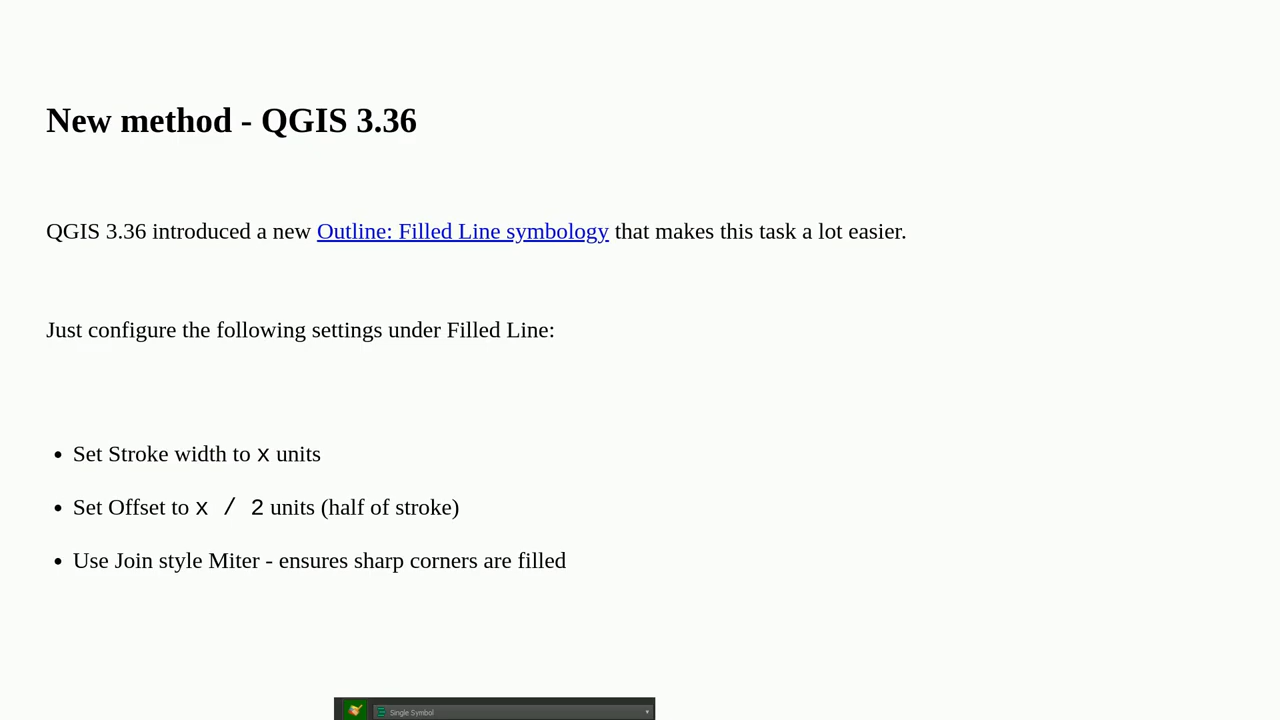 New method - QGIS 3.36
QGIS 3.36 introduced a new Outline: Filled Line symbology that makes this task a lot easier.
Just configure the following settings under Filled Line:
• Set Stroke width to x units
• Set Offset to x / 2 units (half of stroke)
• Use Join style Miter - ensures sharp corners are filled
Single Symbol